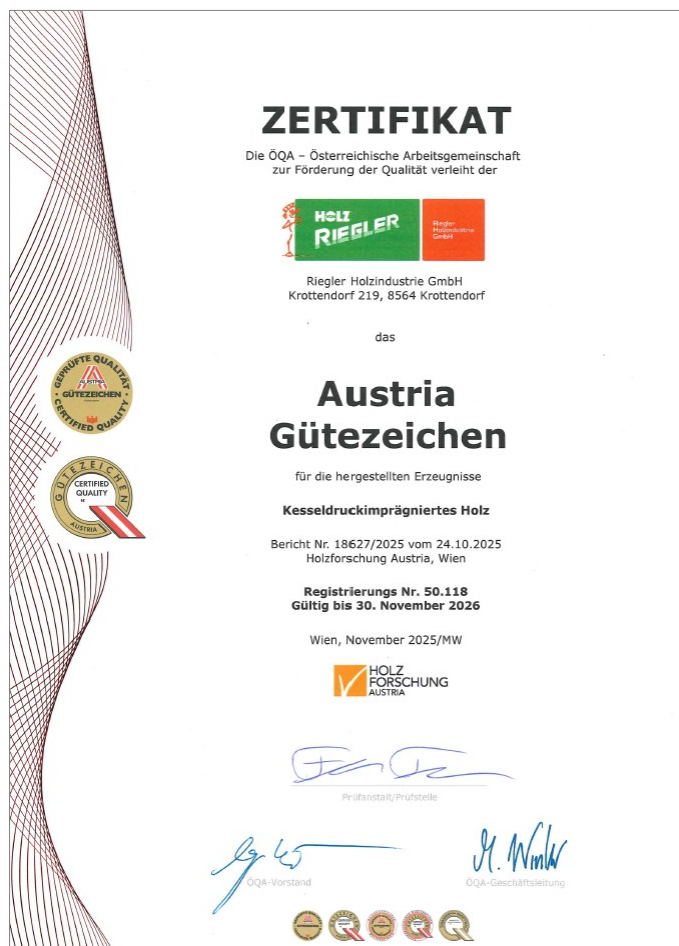 ZERTIFIKAT
Die ÖQA – Österreichische Arbeitsgemeinschaft
zur Förderung der Qualität verleiht der
HOLZ
RIEGLER
Riegler
Holzindustrie
GmbH
Riegler Holzindustrie GmbH
Krottendorf 219, 8564 Krottendorf
das
GEPRÜFTE QUALITÄT
AUSTRIA
GÜTEZEICHEN
CERTIFIED QUALITY
Austria
Gütezeichen
GÜTEZEICHEN
CERTIFIED
QUALITY
AUSTRIA
für die hergestellten Erzeugnisse
Kesseldruckimprägniertes Holz
Bericht Nr. 18627/2025 vom 24.10.2025
Holzforschung Austria, Wien
Registrierungs Nr. 50.118
Gültig bis 30. November 2026
Wien, November 2025/MW
HOLZ
FORSCHUNG
AUSTRIA
Prüfanstalt/Prüfstelle
M. Winkler
ÖQA-Vorstand
ÖQA-Geschäftsleitung